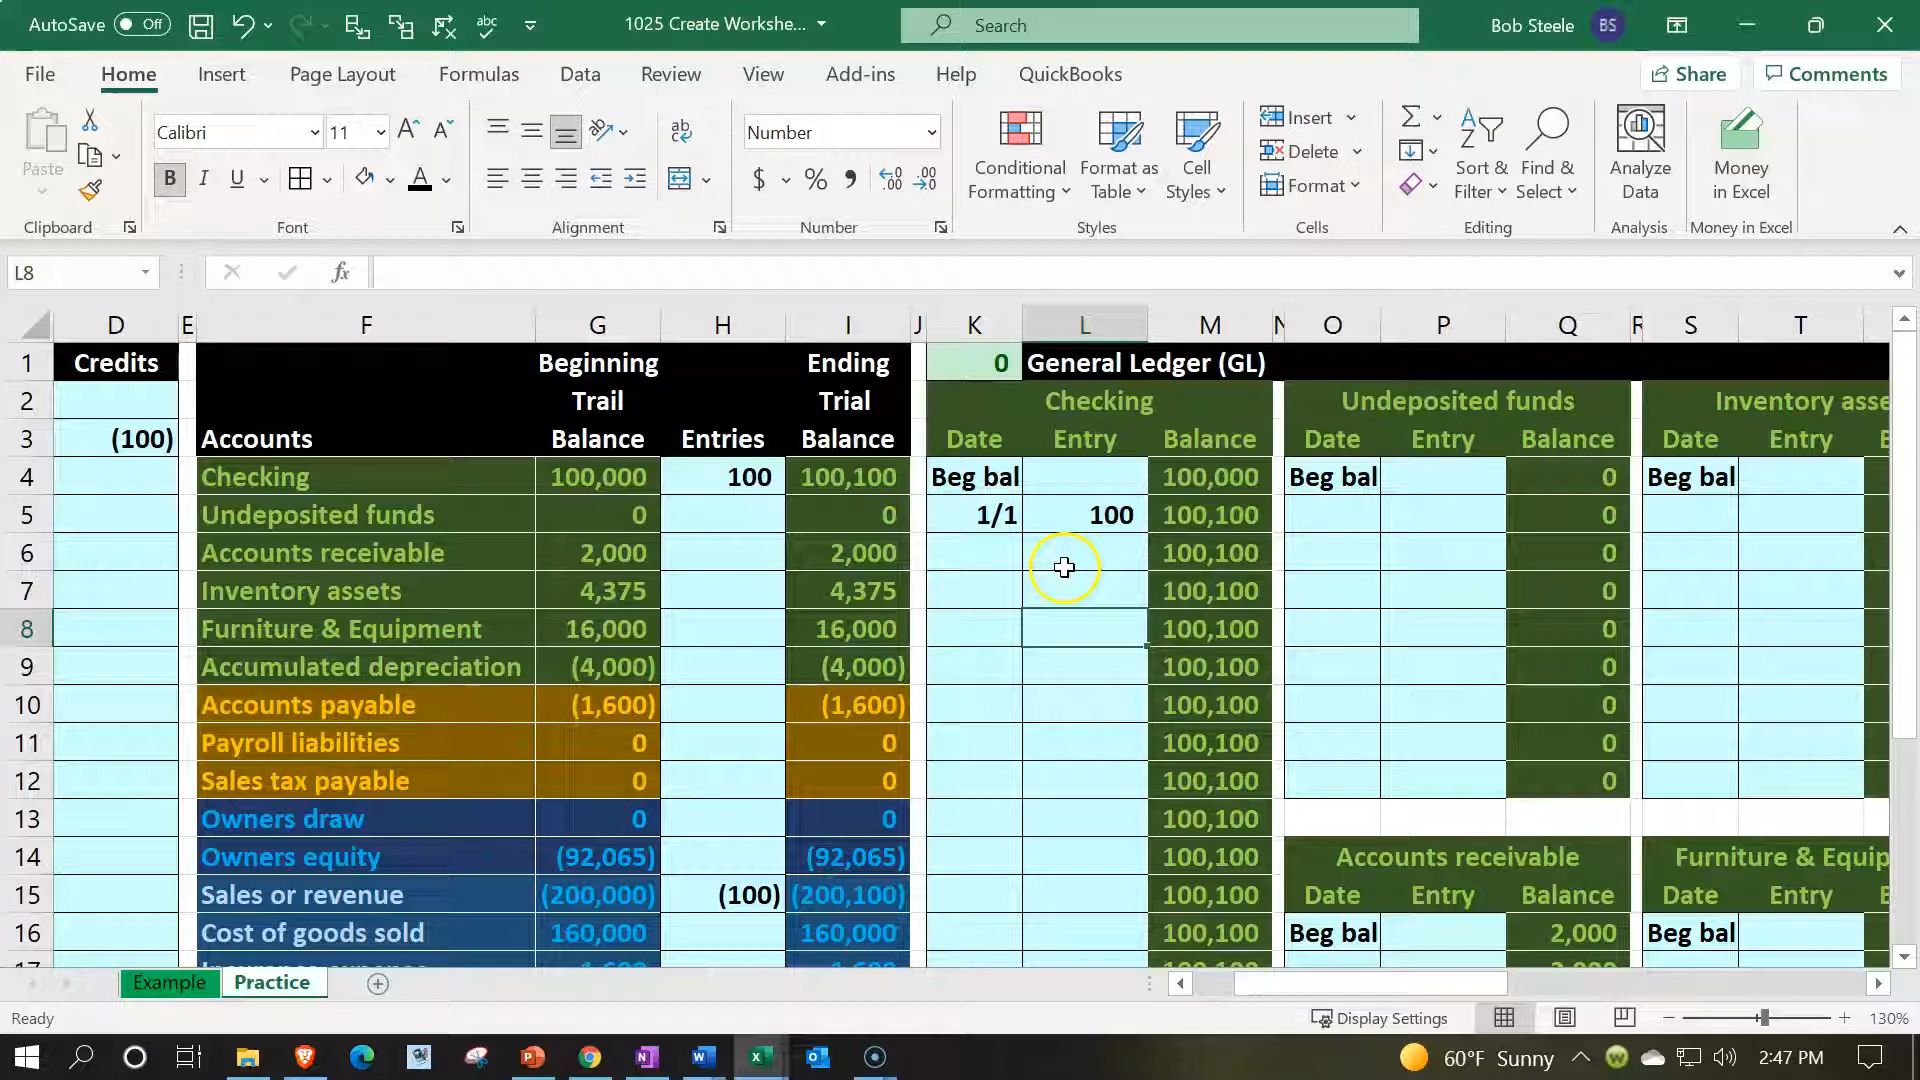 AutoSave Off 1025 Create Workshe... Search Bob Steele BS
File Home Insert Page Layout Formulas Data Review View Add-ins Help QuickBooks Share Comments
Paste Calibri 11 Number Conditional Formatting Format as Table Cell Styles Insert Delete Format Sort & Filter Find & Select Analyze Data Money in Excel
Clipboard Font Alignment Number Styles Cells Editing Analysis Money in Excel
L8 fx
D E F G H I J K L M N O P Q R S T
1 Credits Beginning Ending 0 General Ledger (GL)
2 Trail Trial Checking Undeposited funds Inventory asse
3 (100) Accounts Balance Entries Balance Date Entry Balance Date Entry Balance Date Entry
4 Checking 100,000 100 100,100 Beg bal 100,000 Beg bal 0 Beg bal
5 Undeposited funds 0 0 1/1 100 100,100 0
6 Accounts receivable 2,000 2,000 100,100 0
7 Inventory assets 4,375 4,375 100,100 0
8 Furniture & Equipment 16,000 16,000 100,100 0
9 Accumulated depreciation (4,000) (4,000) 100,100 0
10 Accounts payable (1,600) (1,600) 100,100 0
11 Payroll liabilities 0 0 100,100 0
12 Sales tax payable 0 0 100,100 0
13 Owners draw 0 0 100,100
14 Owners equity (92,065) (92,065) 100,100 Accounts receivable Furniture & Equip
15 Sales or revenue (200,000) (100) (200,100) 100,100 Date Entry Balance Date Entry
16 Cost of goods sold 160,000 160,000 100,100 Beg bal 2,000 Beg bal
Example Practice
Ready Display Settings 130%
60°F Sunny 2:47 PM